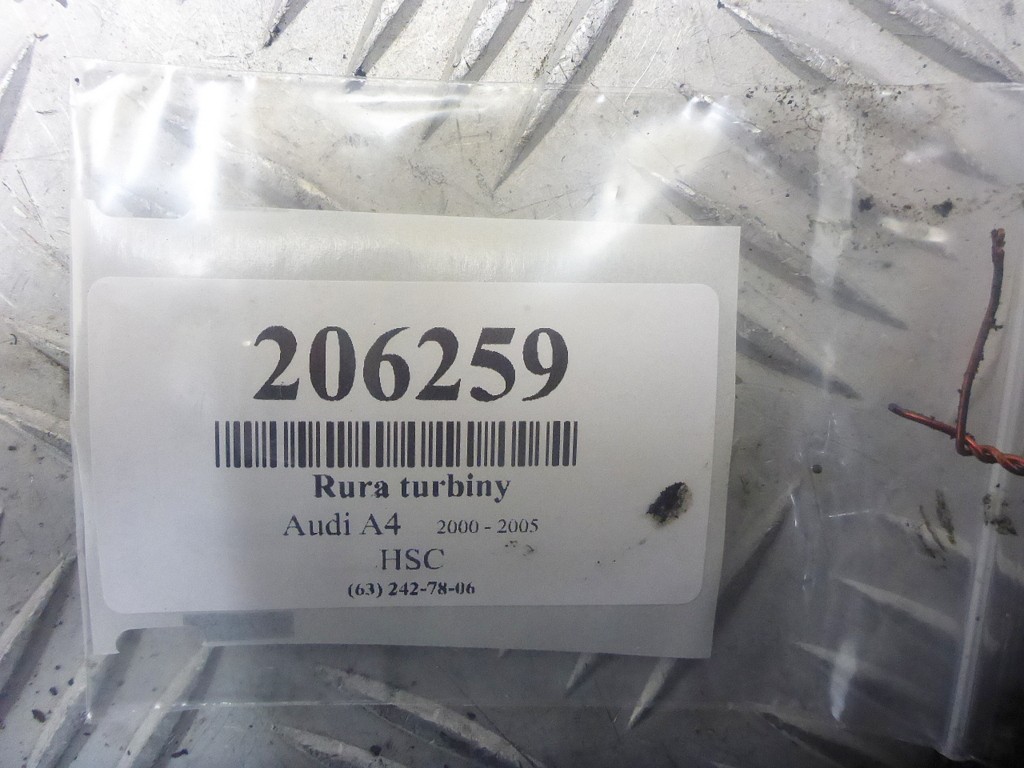 206259
Rura turbiny
Audi A4 2000 - 2005
HSC
(63) 242-78-06